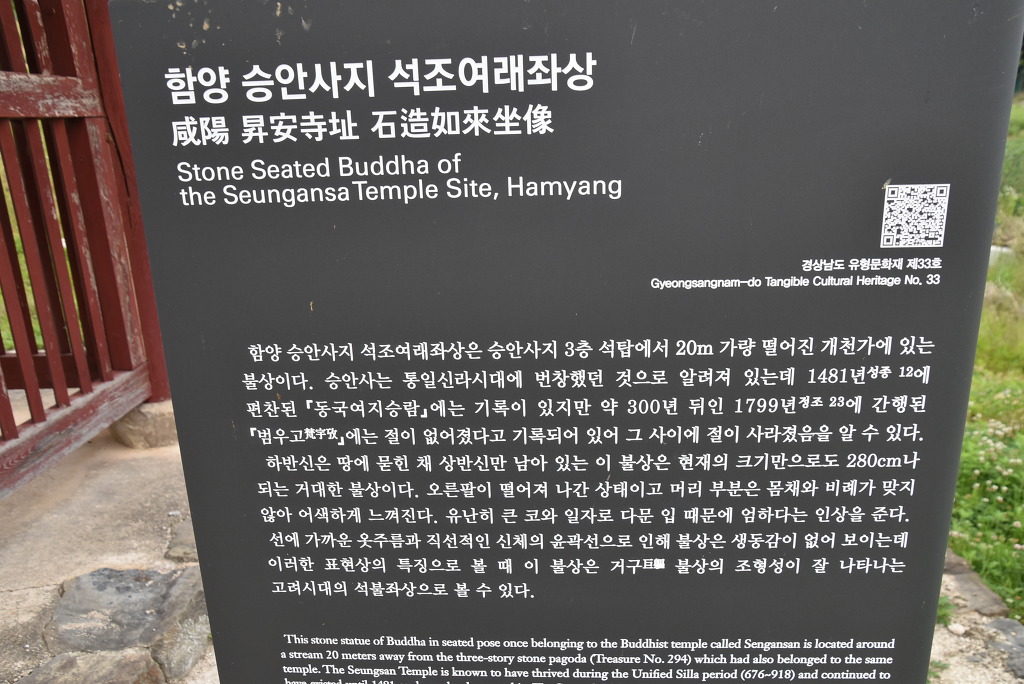 함양 승안사지 석조여래좌상
咸陽 昇安寺址 石造如來坐像
Stone Seated Buddha of
the Seungansa Temple Site, Hamyang
경상남도 유형문화재 제33호
Gyeongsangnam-do Tangible Cultural Heritage No. 33
함양 승안사지 석조여래좌상은 승안사지 3층 석탑에서 20m 가량 떨어진 개천가에 있는
불상이다. 승안사는 통일신라시대에 번창했던 것으로 알려져 있는데 1481년성종 12에
편찬된 『동국여지승람』에는 기록이 있지만 약 300년 뒤인 1799년정조 23에 간행된
『범우고梵宇攷』에는 절이 없어졌다고 기록되어 있어 그 사이에 절이 사라졌음을 알 수 있다.
하반신은 땅에 묻힌 채 상반신만 남아 있는 이 불상은 현재의 크기만으로도 280cm나
되는 거대한 불상이다. 오른팔이 떨어져 나간 상태이고 머리 부분은 몸채와 비례가 맞지
않아 어색하게 느껴진다. 유난히 큰 코와 일자로 다문 입 때문에 엄하다는 인상을 준다.
선에 가까운 옷주름과 직선적인 신체의 윤곽선으로 인해 불상은 생동감이 없어 보이는데
이러한 표현상의 특징으로 볼 때 이 불상은 거구巨軀 불상의 조형성이 잘 나타나는
고려시대의 석불좌상으로 볼 수 있다.
This stone statue of Buddha in seated pose once belonging to the Buddhist temple called Sengansan is located around
a stream 20 meters away from the three-story stone pagoda (Treasure No. 294) which had also belonged to the same
temple. The Seungsan Temple is known to have thrived during the Unified Silla period (676~918) and continued to